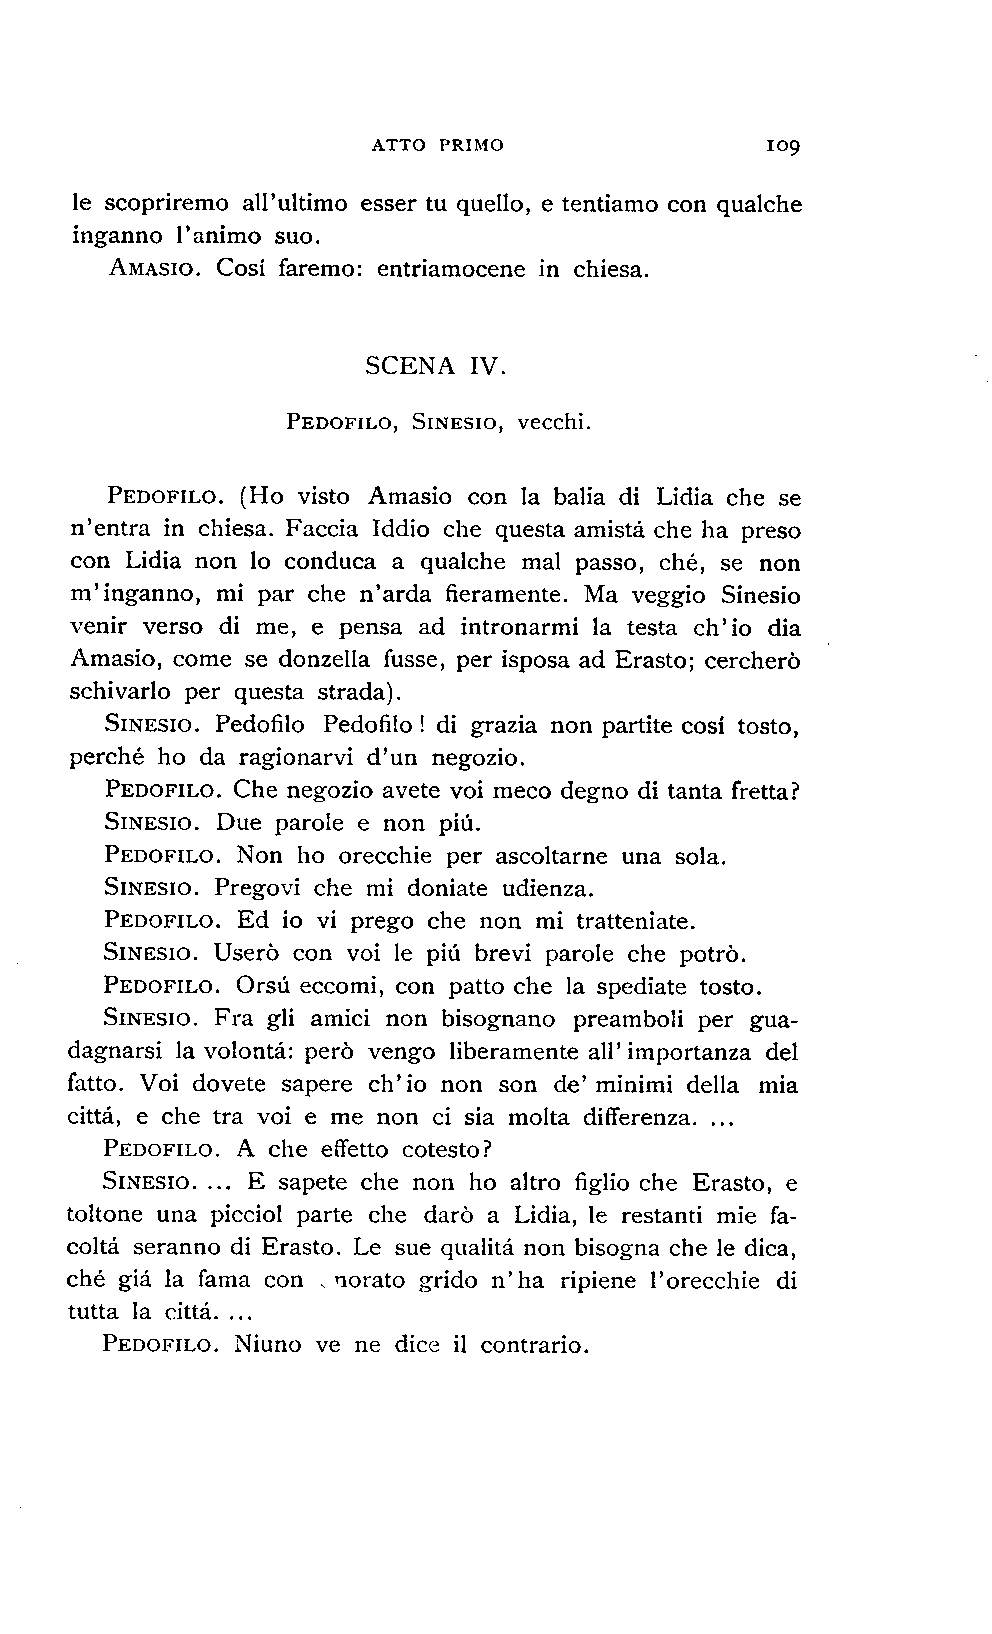 ATTO PRIMO 109
le scopriremo all'ultimo esser tu quello, e tentiamo con qualche
inganno l'animo suo.
AMASIO. Cosí faremo: entriamocene in chiesa.
SCENA IV.
PEDOFILO, SINESIO, vecchi.
PEDOFILO. (Ho visto Amasio con la balia di Lidia che se
n'entra in chiesa. Faccia Iddio che questa amistá che ha preso
con Lidia non lo conduca a qualche mal passo, ché, se non
m'inganno, mi par che n'arda fieramente. Ma veggio Sinesio
venir verso di me, e pensa ad intronarmi la testa ch'io dia
Amasio, come se donzella fusse, per isposa ad Erasto; cercherò
schivarlo per questa strada).
SINESIO. Pedofilo Pedofilo! di grazia non partite cosí tosto,
perché ho da ragionarvi d'un negozio.
PEDOFILO. Che negozio avete voi meco degno di tanta fretta?
SINESIO. Due parole e non piú.
PEDOFILO. Non ho orecchie per ascoltarne una sola.
SINESIO. Pregovi che mi doniate udienza.
PEDOFILO. Ed io vi prego che non mi tratteniate.
SINESIO. Userò con voi le piú brevi parole che potrò.
PEDOFILO. Orsú eccomi, con patto che la spediate tosto.
SINESIO. Fra gli amici non bisognano preamboli per gua-
dagnarsi la volontá: però vengo liberamente all'importanza del
fatto. Voi dovete sapere ch'io non son de' minimi della mia
cittá, e che tra voi e me non ci sia molta differenza. ...
PEDOFILO. A che effetto cotesto?
SINESIO. ... E sapete che non ho altro figlio che Erasto, e
toltone una picciol parte che darò a Lidia, le restanti mie fa-
coltá seranno di Erasto. Le sue qualitá non bisogna che le dica,
ché giá la fama con norato grido n'ha ripiene l'orecchie di
tutta la cittá. ...
PEDOFILO. Niuno ve ne dice il contrario.